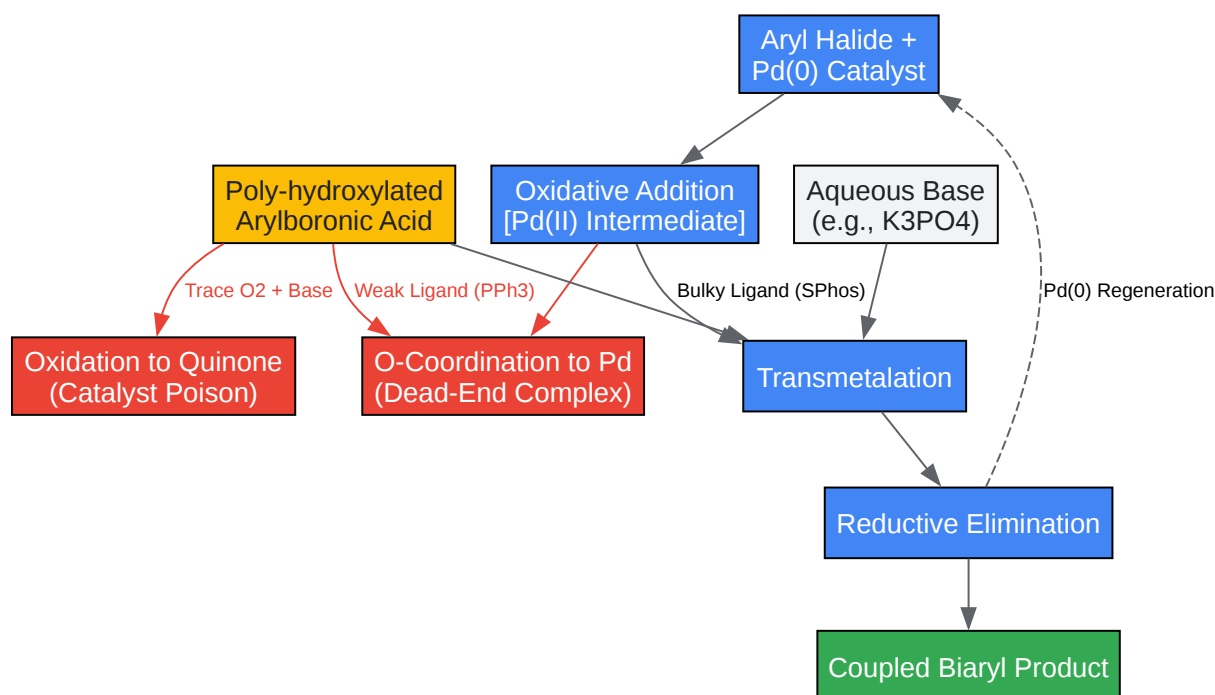 Aryl Halide +
Pd(0) Catalyst
Poly-hydroxylated
Arylboronic Acid
Oxidative Addition
[Pd(II) Intermediate]
Aqueous Base
(e.g., K3PO4)
Trace O2 + Base
Weak Ligand (PPh3)
Bulky Ligand (SPhos)
Pd(0) Regeneration
Oxidation to Quinone
(Catalyst Poison)
O-Coordination to Pd
(Dead-End Complex)
Transmetalation
Reductive Elimination
Coupled Biaryl Product